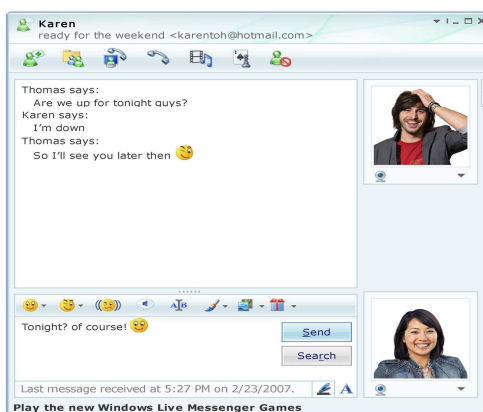 Karen
ready for the weekend <karentoh@hotmail.com>
Thomas says:
Are we up for tonight guys?
Karen says:
I'm down
Thomas says:
So I'll see you later then
Tonight? of course!
Send
Search
Last message received at 5:27 PM on 2/23/2007.
A
Play the new Windows Live Messenger Games